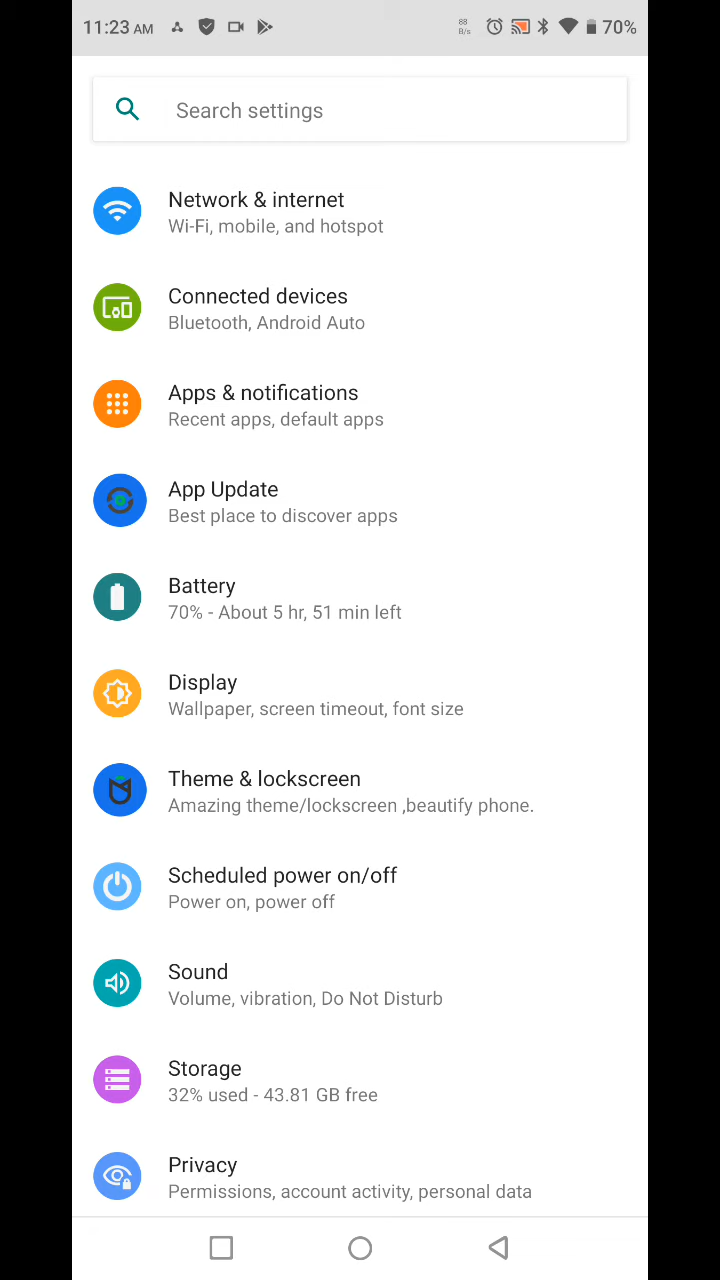 11:23 AM 88 B/s 70%
Search settings
Network & internet
Wi-Fi, mobile, and hotspot
Connected devices
Bluetooth, Android Auto
Apps & notifications
Recent apps, default apps
App Update
Best place to discover apps
Battery
70% - About 5 hr, 51 min left
Display
Wallpaper, screen timeout, font size
Theme & lockscreen
Amazing theme/lockscreen ,beautify phone.
Scheduled power on/off
Power on, power off
Sound
Volume, vibration, Do Not Disturb
Storage
32% used - 43.81 GB free
Privacy
Permissions, account activity, personal data